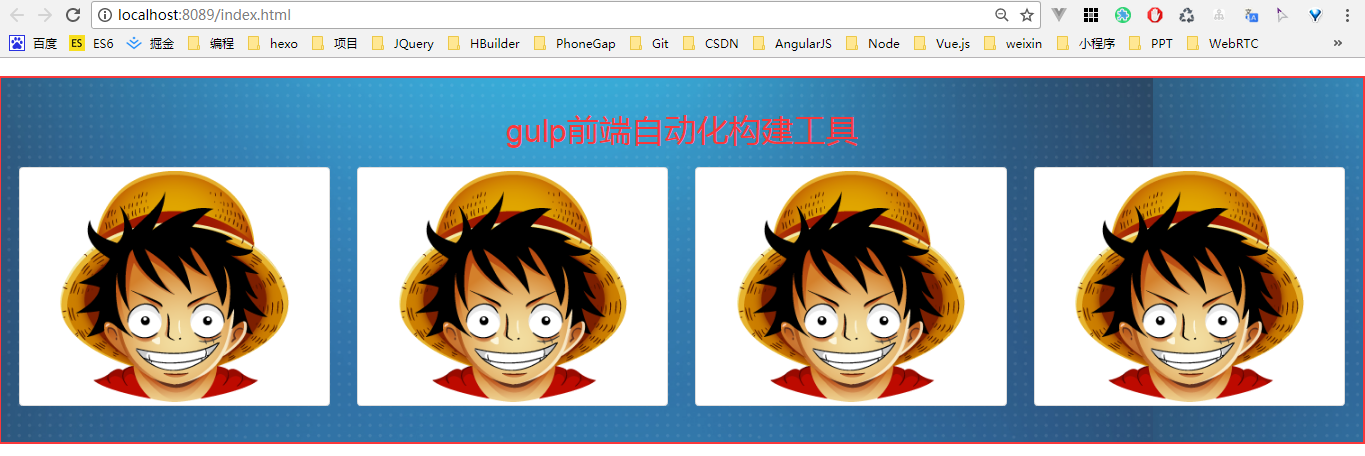 localhost:8089/index.html
百度 ES ES6 掘金 编程 hexo 项目 JQuery HBuilder PhoneGap Git CSDN AngularJS Node Vue.js weixin 小程序 PPT WebRTC »
gulp前端自动化构建工具